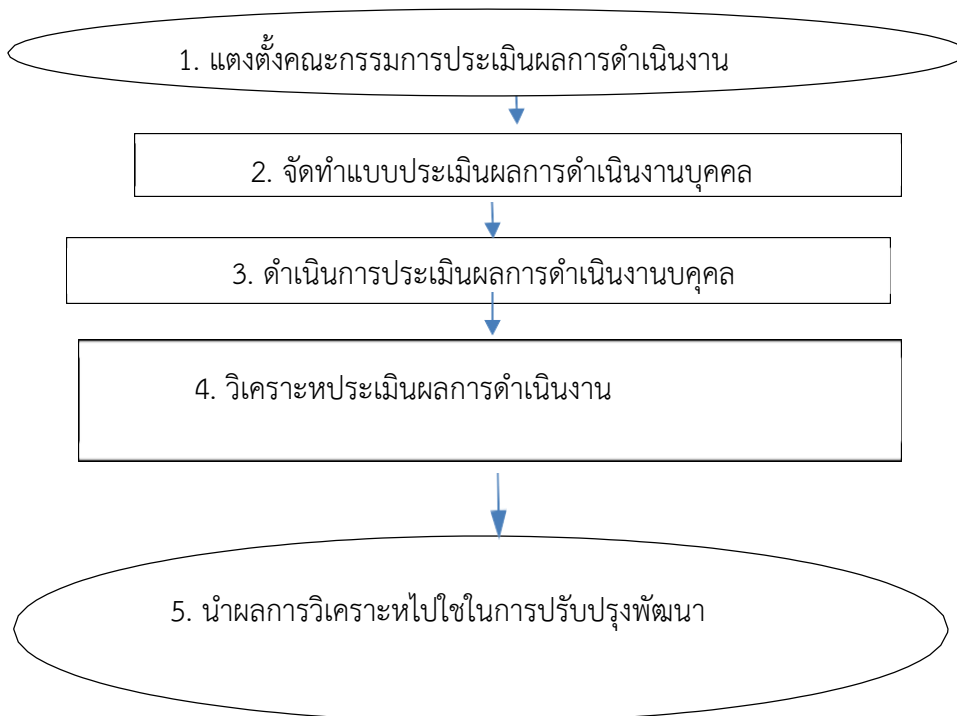 1. แตงตั้งคณะกรรมการประเมินผลการดําเนินงาน
2. จัดทําแบบประเมินผลการดําเนินงานบุคคล
3. ดําเนินการประเมินผลการดําเนินงานบคุคล
4. วิเคราะหประเมินผลการดําเนินงาน
5. นําผลการวิเคราะหไปใชในการปรับปรุงพัฒนา